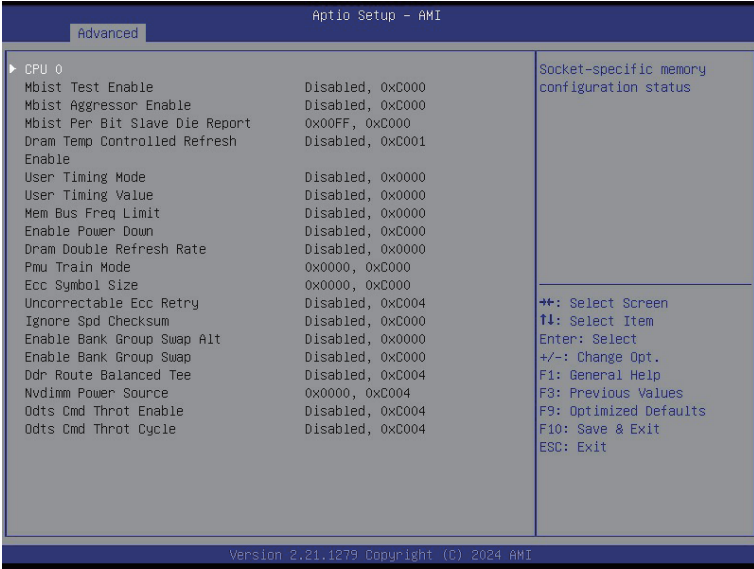 Aptio Setup – AMI
Advanced
▶ CPU 0
Mbist Test Enable Disabled, 0xC000
Mbist Aggressor Enable Disabled, 0xC000
Mbist Per Bit Slave Die Report 0x00FF, 0xC000
Dram Temp Controlled Refresh Disabled, 0xC001
Enable
User Timing Mode Disabled, 0x0000
User Timing Value Disabled, 0x0000
Mem Bus Freq Limit Disabled, 0x0000
Enable Power Down Disabled, 0xC000
Dram Double Refresh Rate Disabled, 0x0000
Pmu Train Mode 0x0000, 0xC000
Ecc Symbol Size 0x0000, 0xC000
Uncorrectable Ecc Retry Disabled, 0xC004
Ignore Spd Checksum Disabled, 0xC000
Enable Bank Group Swap Alt Disabled, 0x0000
Enable Bank Group Swap Disabled, 0xC000
Ddr Route Balanced Tee Disabled, 0xC004
Nvdimm Power Source 0x0000, 0xC004
Odts Cmd Throt Enable Disabled, 0xC004
Odts Cmd Throt Cycle Disabled, 0xC004
Socket-specific memory
configuration status
→←: Select Screen
↑↓: Select Item
Enter: Select
+/-: Change Opt.
F1: General Help
F3: Previous Values
F9: Optimized Defaults
F10: Save & Exit
ESC: Exit
Version 2.21.1279 Copyright (C) 2024 AMI